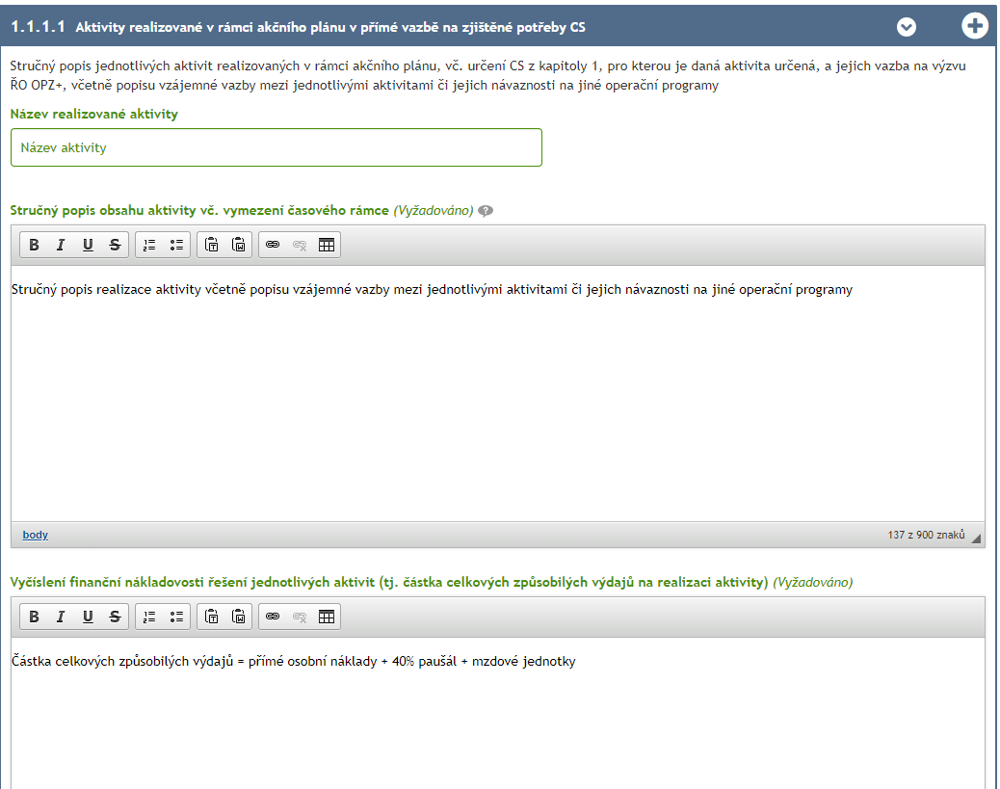 1.1.1.1 Aktivity realizované v rámci akčního plánu v přímé vazbě na zjištěné potřeby CS
Stručný popis jednotlivých aktivit realizovaných v rámci akčního plánu, vč. určení CS z kapitoly 1, pro kterou je daná aktivita určená, a jejich vazba na výzvu
ŘO OPZ+, včetně popisu vzájemné vazby mezi jednotlivými aktivitami či jejich návaznosti na jiné operační programy
Název realizované aktivity
Název aktivity
Stručný popis obsahu aktivity vč. vymezení časového rámce (Vyžadováno) ?
B I U S
Stručný popis realizace aktivity včetně popisu vzájemné vazby mezi jednotlivými aktivitami či jejich návaznosti na jiné operační programy
body 137 z 900 znaků
Vyčíslení finanční nákladovosti řešení jednotlivých aktivit (tj. částka celkových způsobilých výdajů na realizaci aktivity) (Vyžadováno)
B I U S
Částka celkových způsobilých výdajů = přímé osobní náklady + 40% paušál + mzdové jednotky